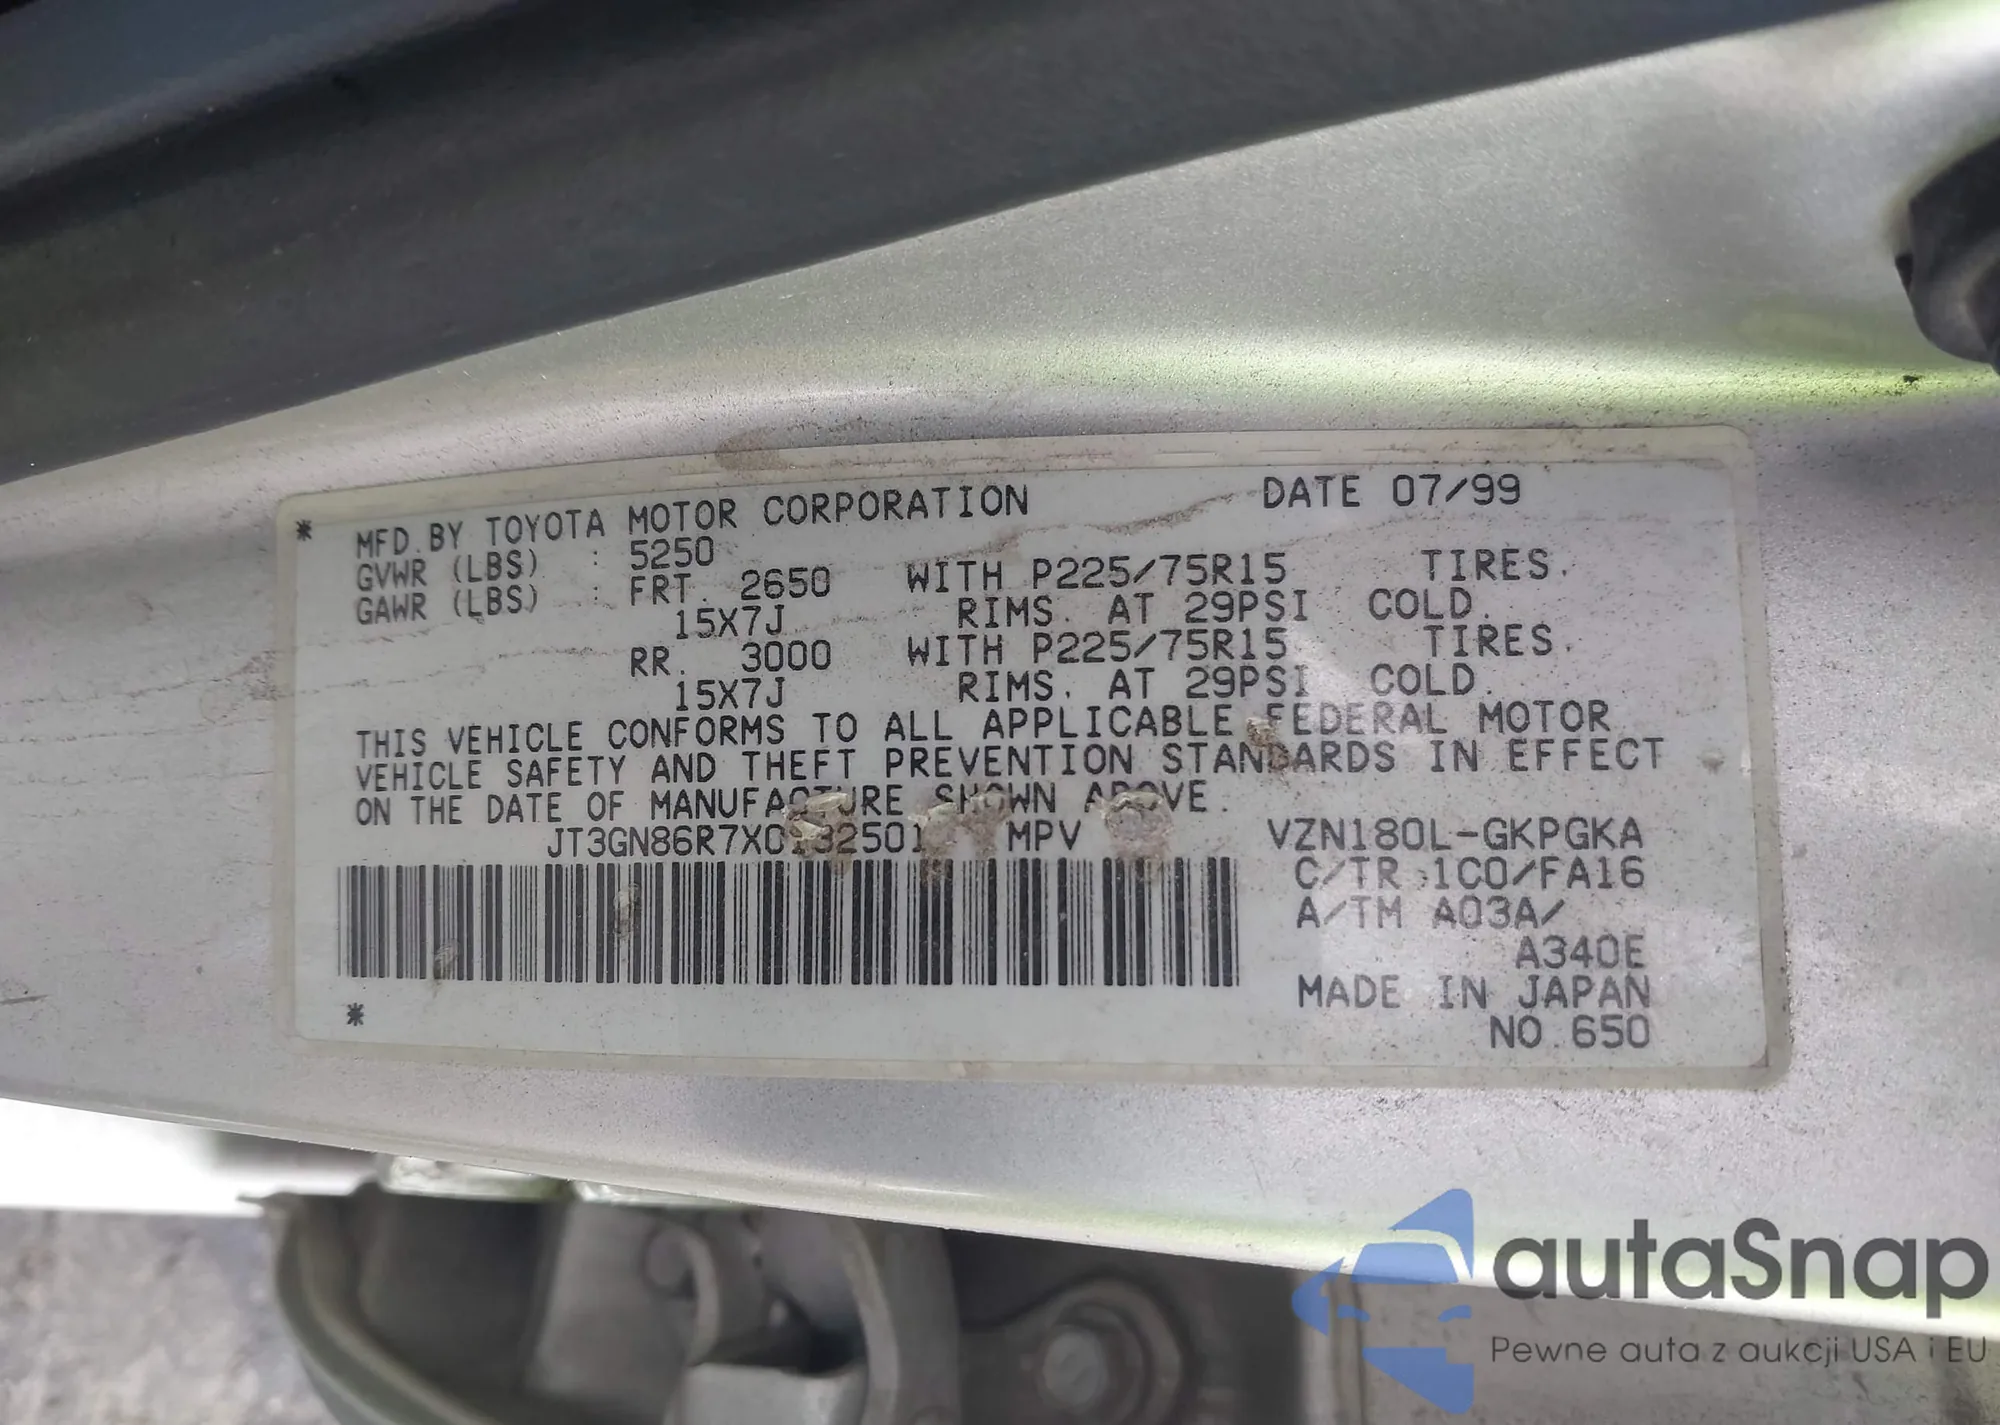 * MFD. BY TOYOTA MOTOR CORPORATION DATE 07/99
GVWR (LBS) : 5250
GAWR (LBS) : FRT. 2650 WITH P225/75R15 TIRES.
15X7J RIMS. AT 29PSI COLD.
RR. 3000 WITH P225/75R15 TIRES.
15X7J RIMS. AT 29PSI COLD.
THIS VEHICLE CONFORMS TO ALL APPLICABLE FEDERAL MOTOR
VEHICLE SAFETY AND THEFT PREVENTION STANDARDS IN EFFECT
ON THE DATE OF MANUFACTURE SHOWN ABOVE.
JT3GN86R7X0132501 MPV VZN180L-GKPGKA
C/TR 1C0/FA16
A/TM A03A/
A340E
MADE IN JAPAN
* NO.650
autaSnap
Pewne auta z aukcji USA i EU